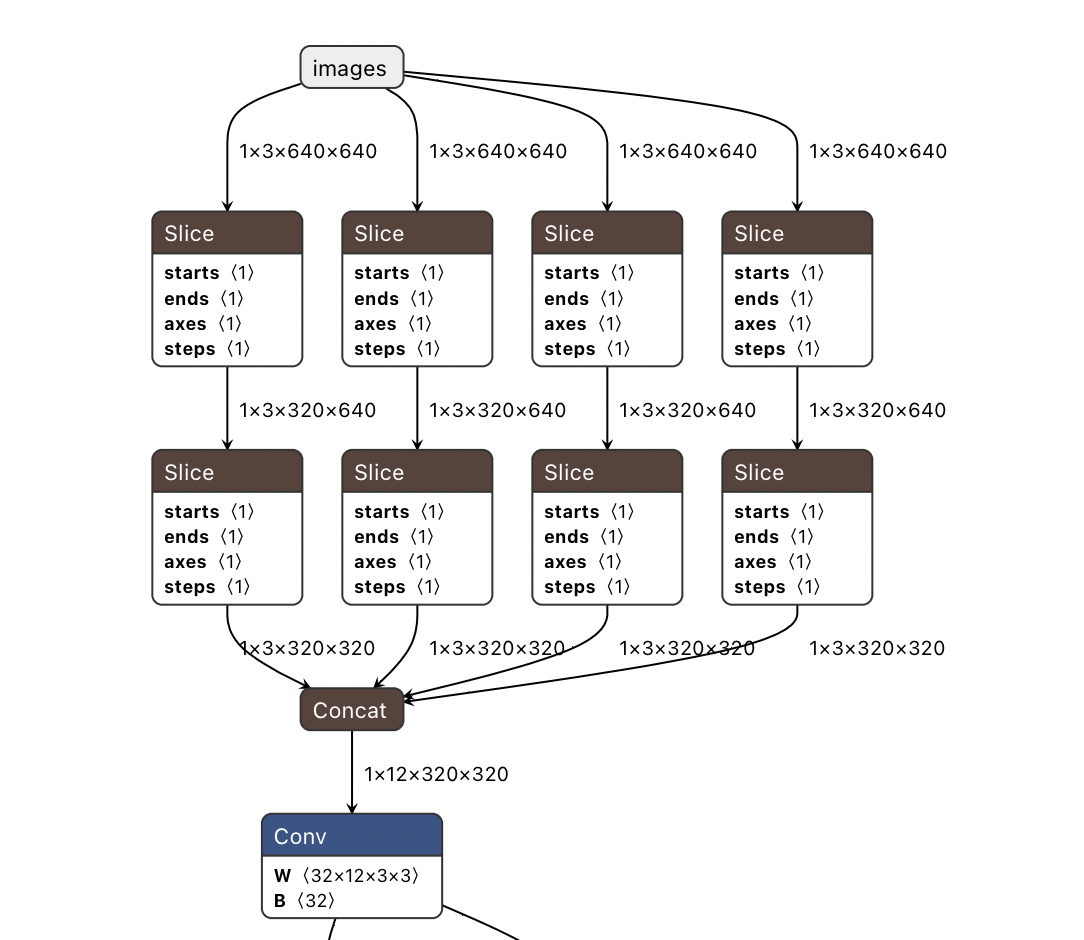 images
1×3×640×640 1×3×640×640 1×3×640×640 1×3×640×640
Slice Slice Slice Slice
starts 〈1〉 starts 〈1〉 starts 〈1〉 starts 〈1〉
ends 〈1〉 ends 〈1〉 ends 〈1〉 ends 〈1〉
axes 〈1〉 axes 〈1〉 axes 〈1〉 axes 〈1〉
steps 〈1〉 steps 〈1〉 steps 〈1〉 steps 〈1〉
1×3×320×640 1×3×320×640 1×3×320×640 1×3×320×640
Slice Slice Slice Slice
starts 〈1〉 starts 〈1〉 starts 〈1〉 starts 〈1〉
ends 〈1〉 ends 〈1〉 ends 〈1〉 ends 〈1〉
axes 〈1〉 axes 〈1〉 axes 〈1〉 axes 〈1〉
steps 〈1〉 steps 〈1〉 steps 〈1〉 steps 〈1〉
1×3×320×320 1×3×320×320 1×3×320×320 1×3×320×320
Concat
1×12×320×320
Conv
W 〈32×12×3×3〉
B 〈32〉